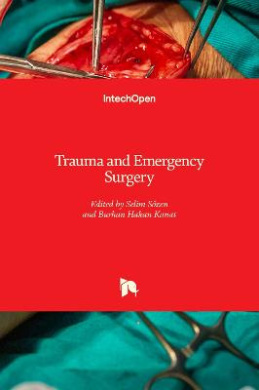 IntechOpen
Trauma and Emergency
Surgery
Edited by Selim Sözen
and Burhan Hakan Kanat